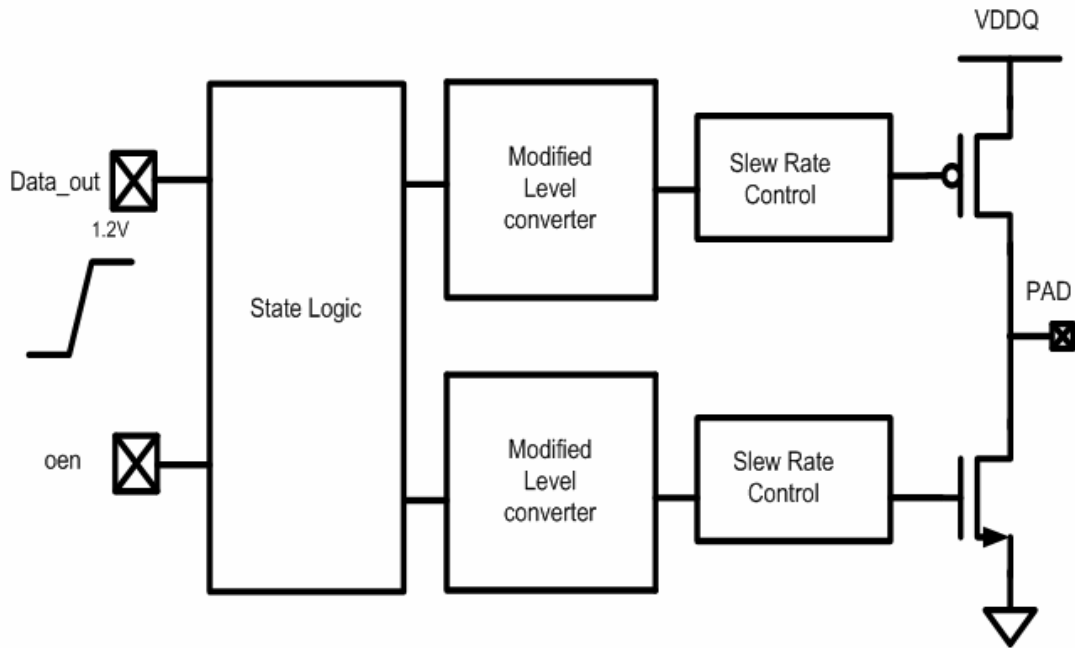 VDDQ
Data_out
1.2V
State Logic
oen
Modified
Level
converter
Slew Rate
Control
Modified
Level
converter
Slew Rate
Control
PAD